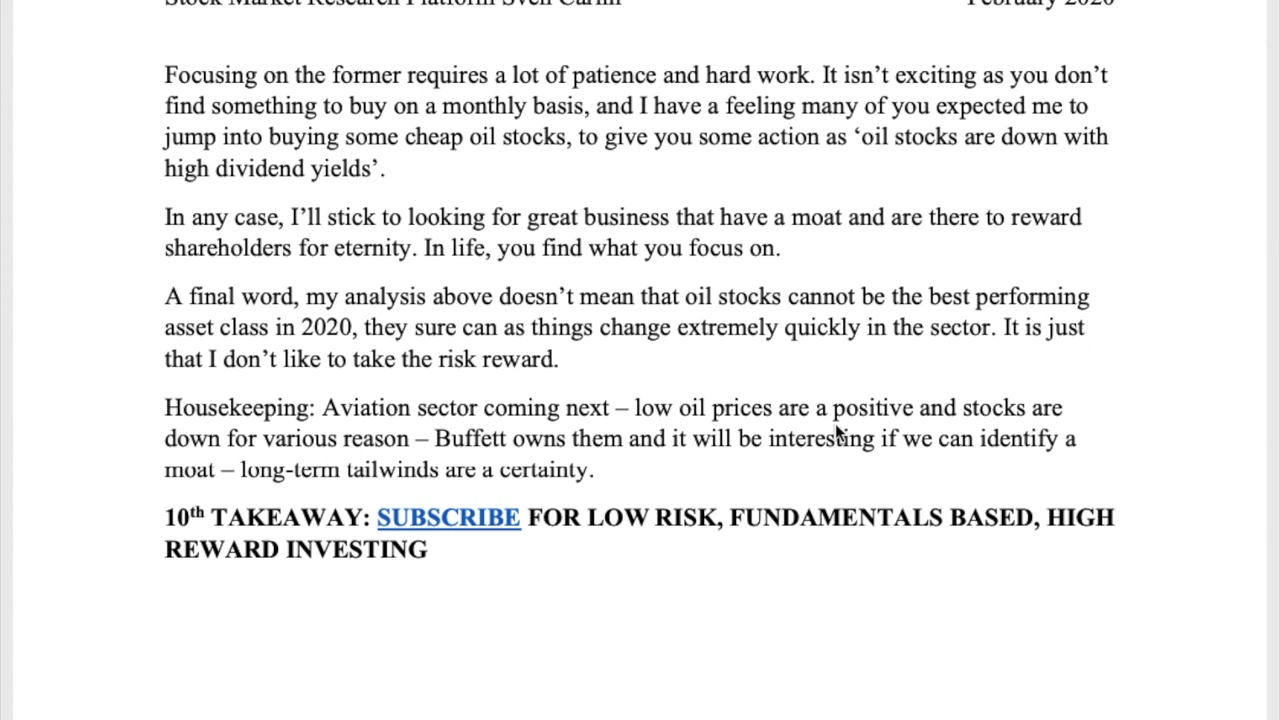 Stock Market Research Platform Sven Carlin February 2020
Focusing on the former requires a lot of patience and hard work. It isn’t exciting as you don’t
find something to buy on a monthly basis, and I have a feeling many of you expected me to
jump into buying some cheap oil stocks, to give you some action as ‘oil stocks are down with
high dividend yields’.
In any case, I’ll stick to looking for great business that have a moat and are there to reward
shareholders for eternity. In life, you find what you focus on.
A final word, my analysis above doesn’t mean that oil stocks cannot be the best performing
asset class in 2020, they sure can as things change extremely quickly in the sector. It is just
that I don’t like to take the risk reward.
Housekeeping: Aviation sector coming next – low oil prices are a positive and stocks are
down for various reason – Buffett owns them and it will be interesting if we can identify a
moat – long-term tailwinds are a certainty.
10th TAKEAWAY: SUBSCRIBE FOR LOW RISK, FUNDAMENTALS BASED, HIGH
REWARD INVESTING